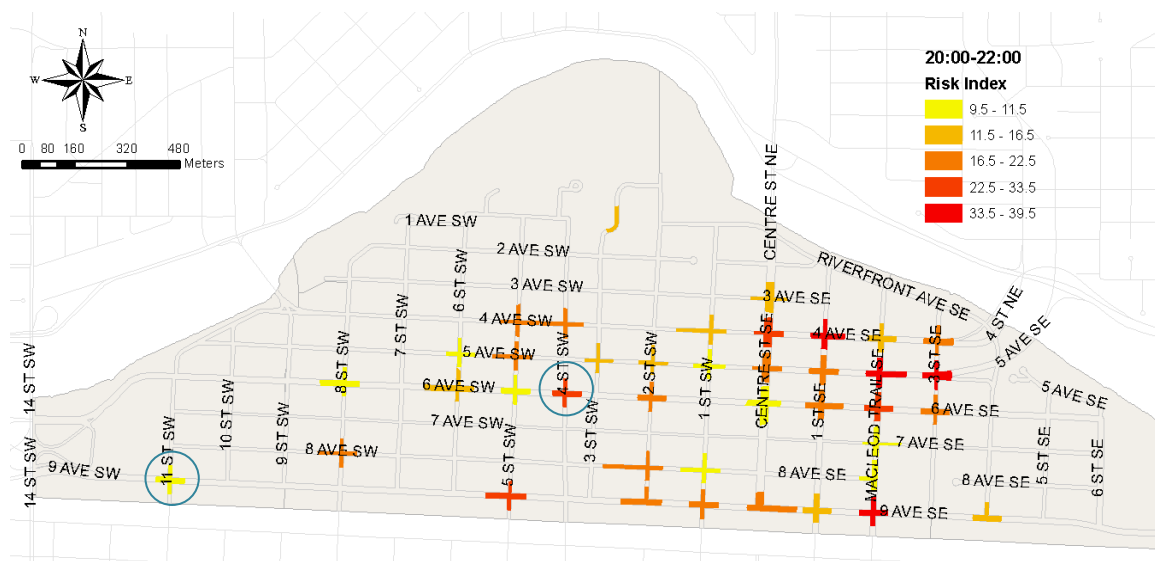 N
W
E
S
0 80 160 320 480
Meters
20:00-22:00
Risk Index
9.5 - 11.5
11.5 - 16.5
16.5 - 22.5
22.5 - 33.5
33.5 - 39.5
CENTRE ST NE
1 AVE SW
2 AVE SW
3 AVE SW
4 AVE SW
5 AVE SW
6 AVE SW
7 AVE SW
8 AVE SW
9 AVE SW
14 ST SW
14 ST SW
11 ST SW
10 ST SW
9 ST SW
8 ST SW
7 ST SW
6 ST SW
5 ST SW
4 ST SW
3 ST SW
2 ST SW
1 ST SW
CENTRE ST SE
1 ST SE
MACLEOD TRAIL SE
3 ST SE
4 ST NE
5 ST SE
6 ST SE
RIVERFRONT AVE SE
3 AVE SE
4 AVE SE
5 AVE SE
5 AVE SE
6 AVE SE
7 AVE SE
8 AVE SE
8 AVE SE
9 AVE SE